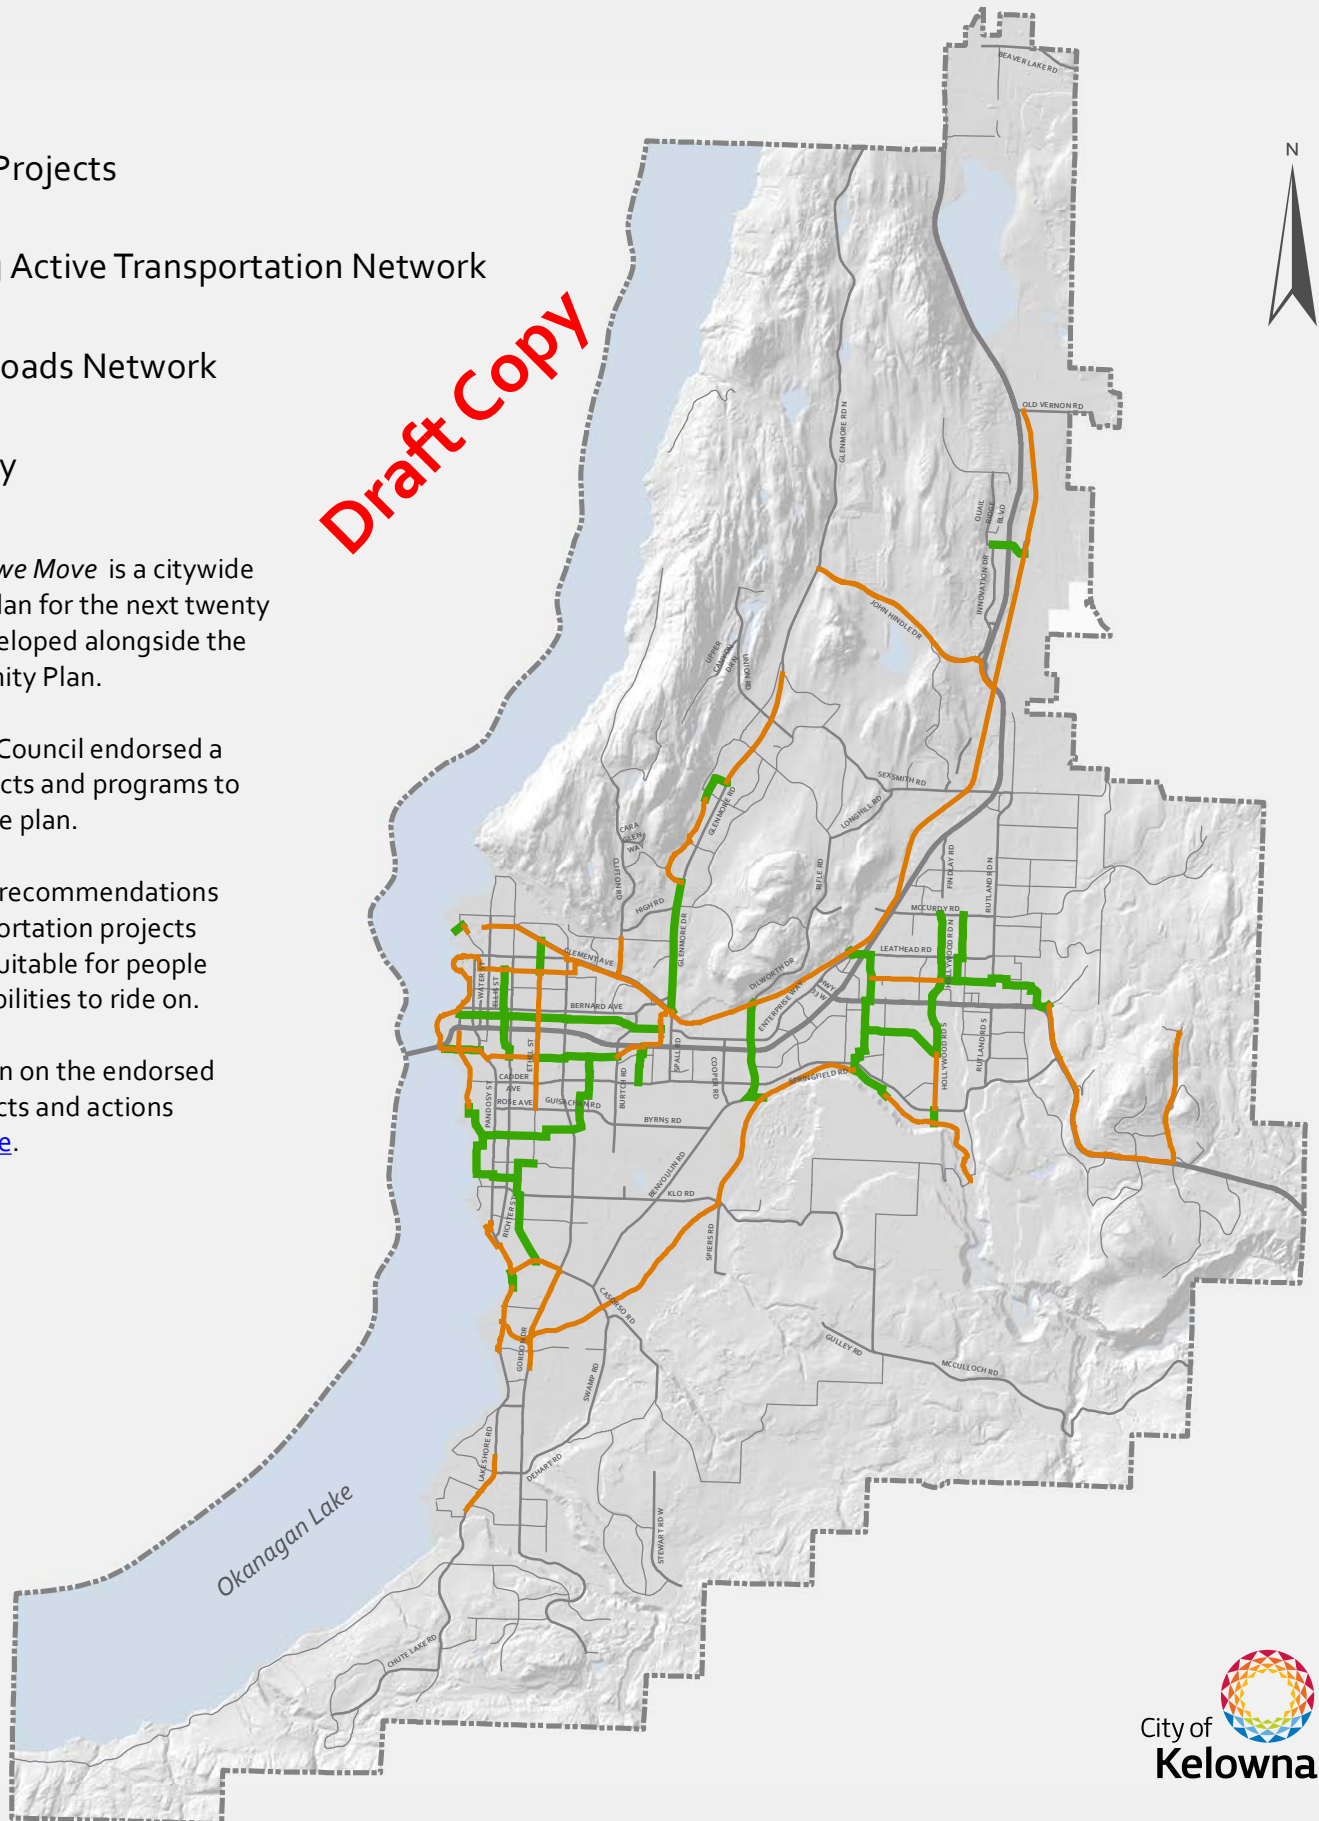 Projects
Active Transportation Network
oads Network
y
we Move is a citywide
lan for the next twenty
eloped alongside the
nity Plan.
Council endorsed a
cts and programs to
e plan.
recommendations
ortation projects
uitable for people
bilities to ride on.
n on the endorsed
cts and actions
e.
Draft Copy
N
BEAVER LAKE RD
OLD VERNON RD
GLENMORE RD N
QUAIL
RIDGE
BLVD
INNOVATION DR
JOHN HINDLE DR
UPPER
CANYON
DR N
UNION RD
SEXSMITH RD
LONGHILL RD
GLENMORE RD
CARA
GLEN
WAY
CLIFTON RD
RIFLE RD
FINDLAY RD
RUTLAND RD N
HIGH RD
MCCURDY RD
GLENMORE DR
HOLLYWOOD RD N
LEATHEAD RD
CLEMENT AVE
DILWORTH DR
WATER ST
ELLIS ST
ENTERPRISE WAY
HWY
33 W
BERNARD AVE
ETHEL ST
SPALL RD
COOPER RD
HOLLYWOOD RD S
RUTLAND RD S
CADDER
AVE
SPRINGFIELD RD
BURTCH RD
PANDOSY ST
ROSE AVE
GUISACHAN RD
BYRNS RD
BENVOULIN RD
KLO RD
RICHTER ST
SPIERS RD
CASORSO RD
GORDON DR
GULLEY RD
MCCULLOCH RD
SWAMP RD
LAKESHORE RD
DEHART RD
STEWART RD W
Okanagan Lake
CHUTE LAKE RD
City of
Kelowna